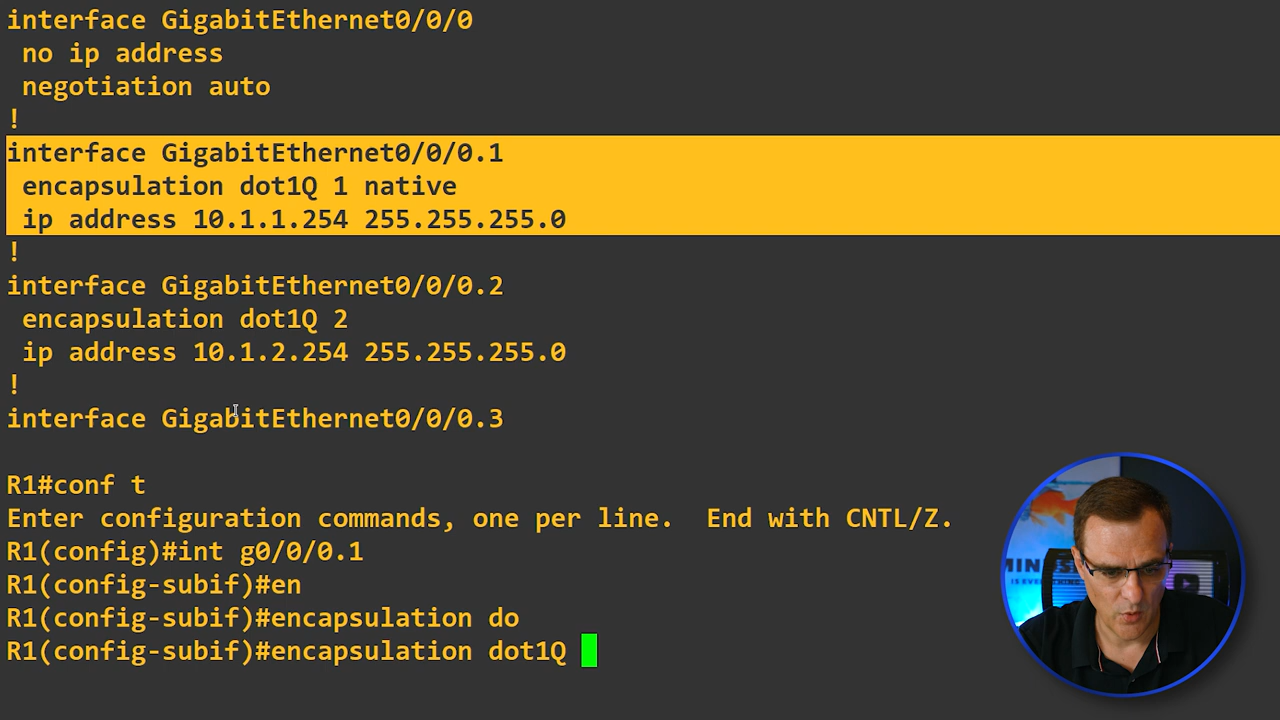 interface GigabitEthernet0/0/0
no ip address
negotiation auto
!
interface GigabitEthernet0/0/0.1
encapsulation dot1Q 1 native
ip address 10.1.1.254 255.255.255.0
!
interface GigabitEthernet0/0/0.2
encapsulation dot1Q 2
ip address 10.1.2.254 255.255.255.0
!
interface GigabitEthernet0/0/0.3
R1#conf t
Enter configuration commands, one per line.  End with CNTL/Z.
R1(config)#int g0/0/0.1
R1(config-subif)#en
R1(config-subif)#encapsulation do
R1(config-subif)#encapsulation dot1Q